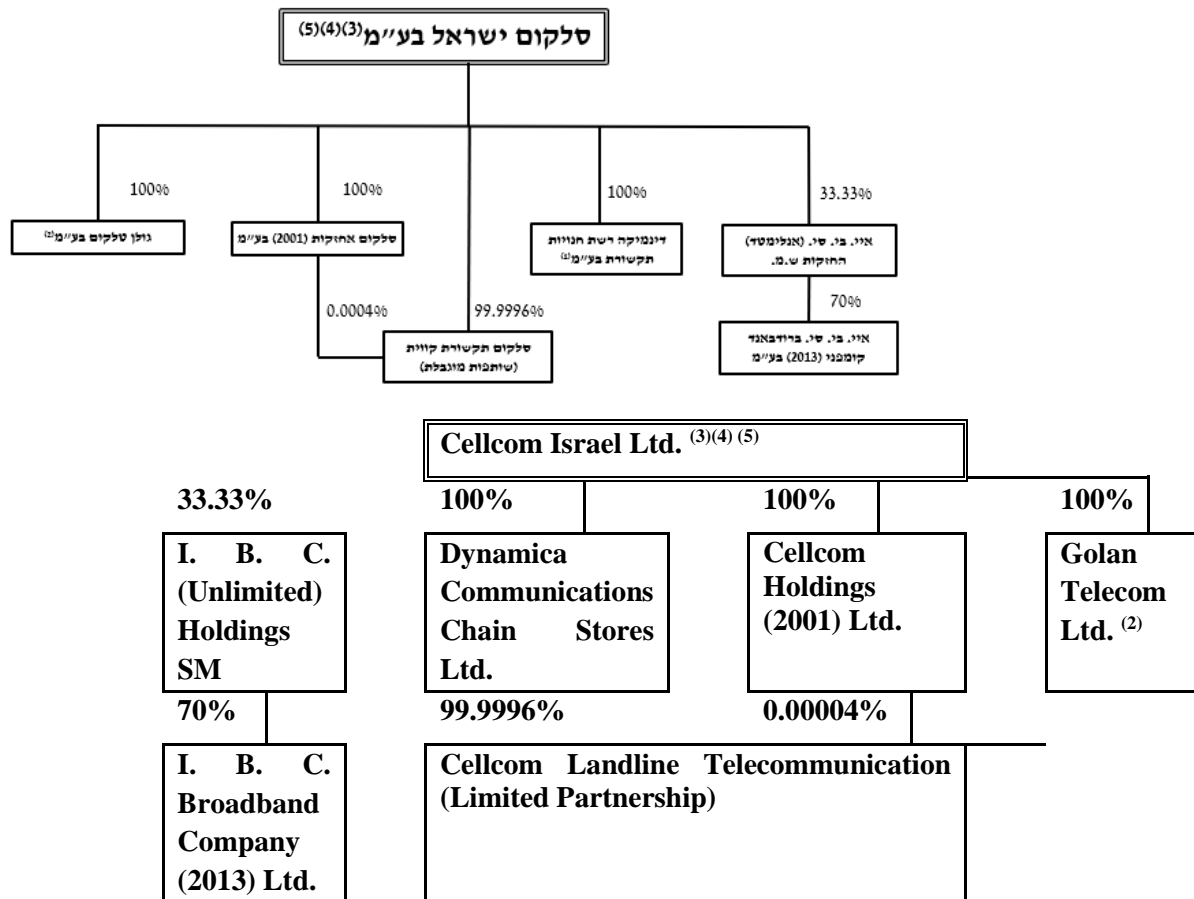 סלקום ישראל בע״מ(3)(4)(5)
100%
100%
100%
33.33%
גולן טלקום בע״מ(2)
סלקום אחזקות (2001) בע״מ
דינמיקה רשת חנויות
תקשורת בע״מ(1)
איי. בי. סי. (אנלימטד)
החזקות ש.מ.
0.0004%
99.9996%
70%
סלקום תקשורת קווית
(שותפות מוגבלת)
איי. בי. סי. ברודבאנד
קומפני (2013) בע״מ
Cellcom Israel Ltd. (3)(4) (5)
33.33%
100%
100%
100%
I. B. C.
(Unlimited)
Holdings
SM
Dynamica
Communications
Chain Stores
Ltd.
Cellcom
Holdings
(2001) Ltd.
Golan
Telecom
Ltd. (2)
70%
99.9996%
0.00004%
I. B. C.
Broadband
Company
(2013) Ltd.
Cellcom Landline Telecommunication
(Limited Partnership)